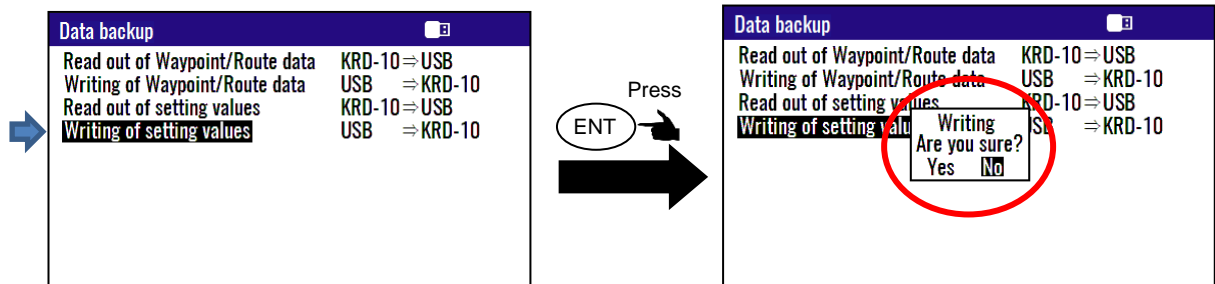 Data backup
Read out of Waypoint/Route data KRD-10⇒USB
Writing of Waypoint/Route data USB ⇒KRD-10
Read out of setting values KRD-10⇒USB
Writing of setting values USB ⇒KRD-10
Press
ENT
Data backup
Read out of Waypoint/Route data KRD-10⇒USB
Writing of Waypoint/Route data USB ⇒KRD-10
Read out of setting values KRD-10⇒USB
Writing of setting valu USB ⇒KRD-10
Writing
Are you sure?
Yes No